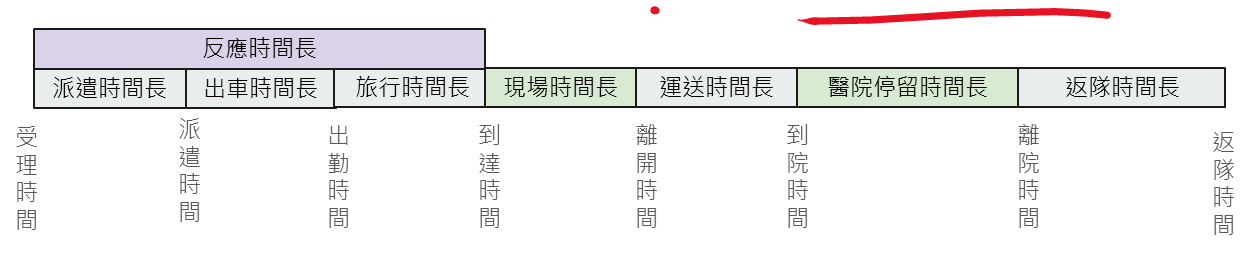 反應時間長
派遣時間長
出車時間長
旅行時間長
現場時間長
運送時間長
醫院停留時間長
返隊時間長
受理時間
派遣時間
出勤時間
到達時間
離開時間
到院時間
離院時間
返隊時間